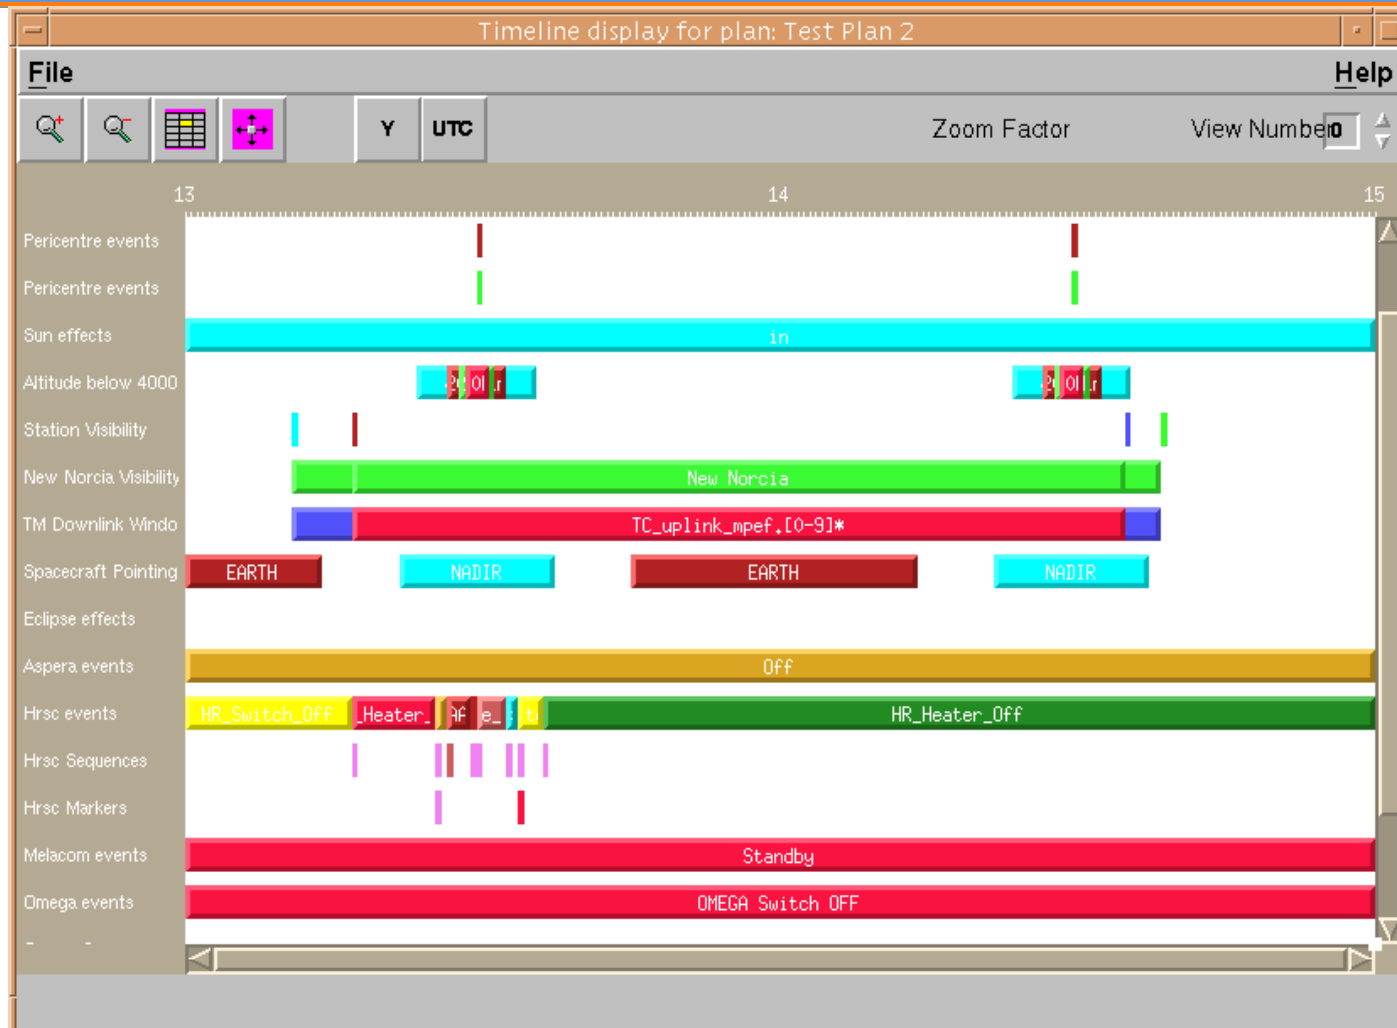 Timeline display for plan: Test Plan 2
File Help
Y UTC Zoom Factor View Number 0
13 14 15
Pericentre events
Pericentre events
Sun effects in
Altitude below 4000
Station Visibility
New Norcia Visibility New Norcia
TM Downlink Windo TC_uplink_mpef.[0-9]*
Spacecraft Pointing EARTH NADIR EARTH NADIR
Eclipse effects
Aspera events Off
Hrsc events HR_Switch_Off _Heater_ e_ HR_Heater_Off
Hrsc Sequences
Hrsc Markers
Melacom events Standby
Omega events OMEGA Switch OFF